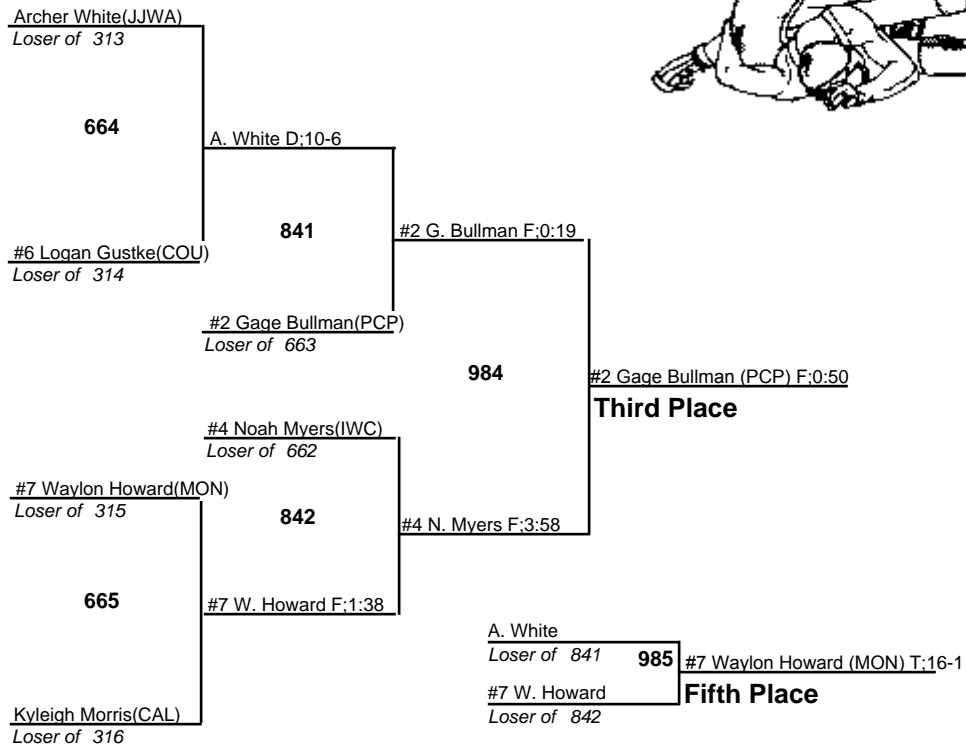 Archer White(JJWA)
Loser of 313
664
A. White D;10-6
841
#2 G. Bullman F;0:19
#6 Logan Gustke(COU)
Loser of 314
#2 Gage Bullman(PCP)
Loser of 663
984
#2 Gage Bullman (PCP) F;0:50
Third Place
#4 Noah Myers(IWC)
Loser of 662
#7 Waylon Howard(MON)
Loser of 315
842
#4 N. Myers F;3:58
665
#7 W. Howard F;1:38
A. White
Loser of 841
985
#7 Waylon Howard (MON) T;16-1
Fifth Place
#7 W. Howard
Loser of 842
Kyleigh Morris(CAL)
Loser of 316